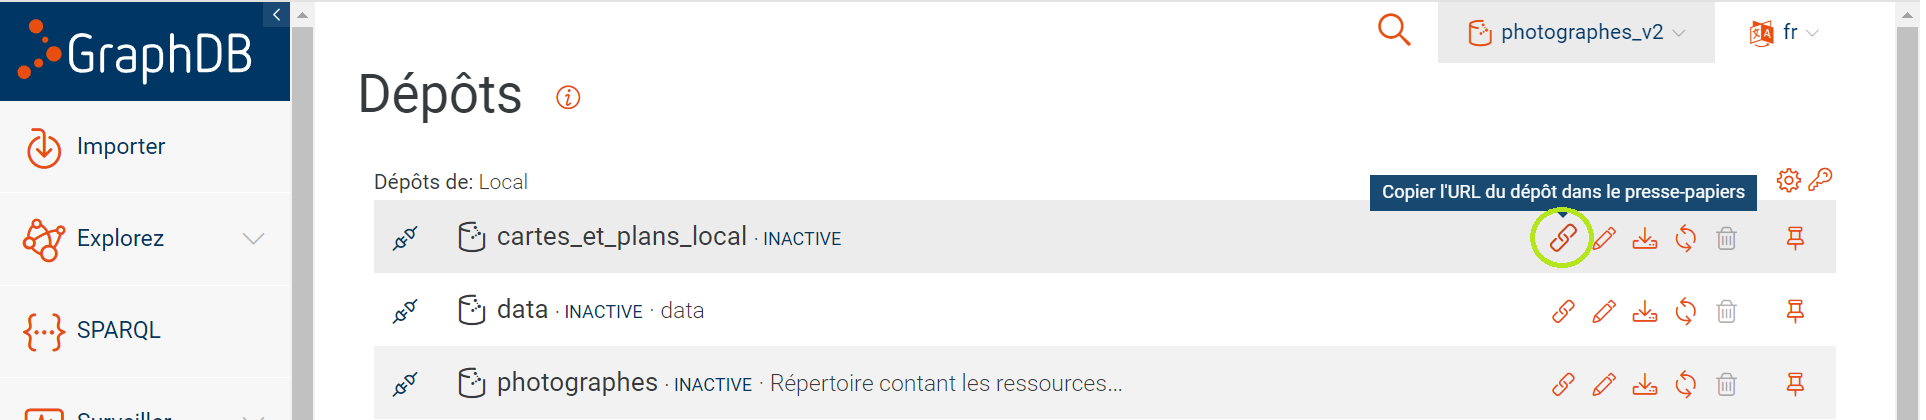 GraphDB
photographes_v2
fr
Dépôts
Importer
Dépôts de: Local
Copier l'URL du dépôt dans le presse-papiers
Explorez
cartes_et_plans_local · INACTIVE
data · INACTIVE · data
SPARQL
photographes · INACTIVE · Répertoire contant les ressources...
Surveiller